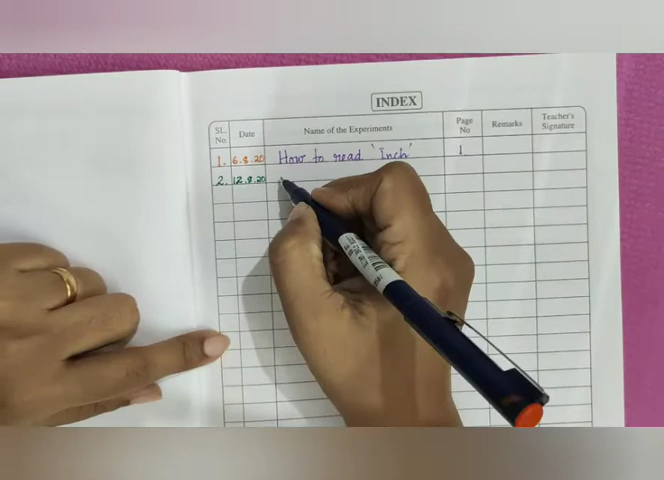 INDEX
SL. No. Date Name of the Experiments Page No Remarks Teacher's Signature
1. 6.8.20 How to read 'Inch' 1
2. 12.8.20